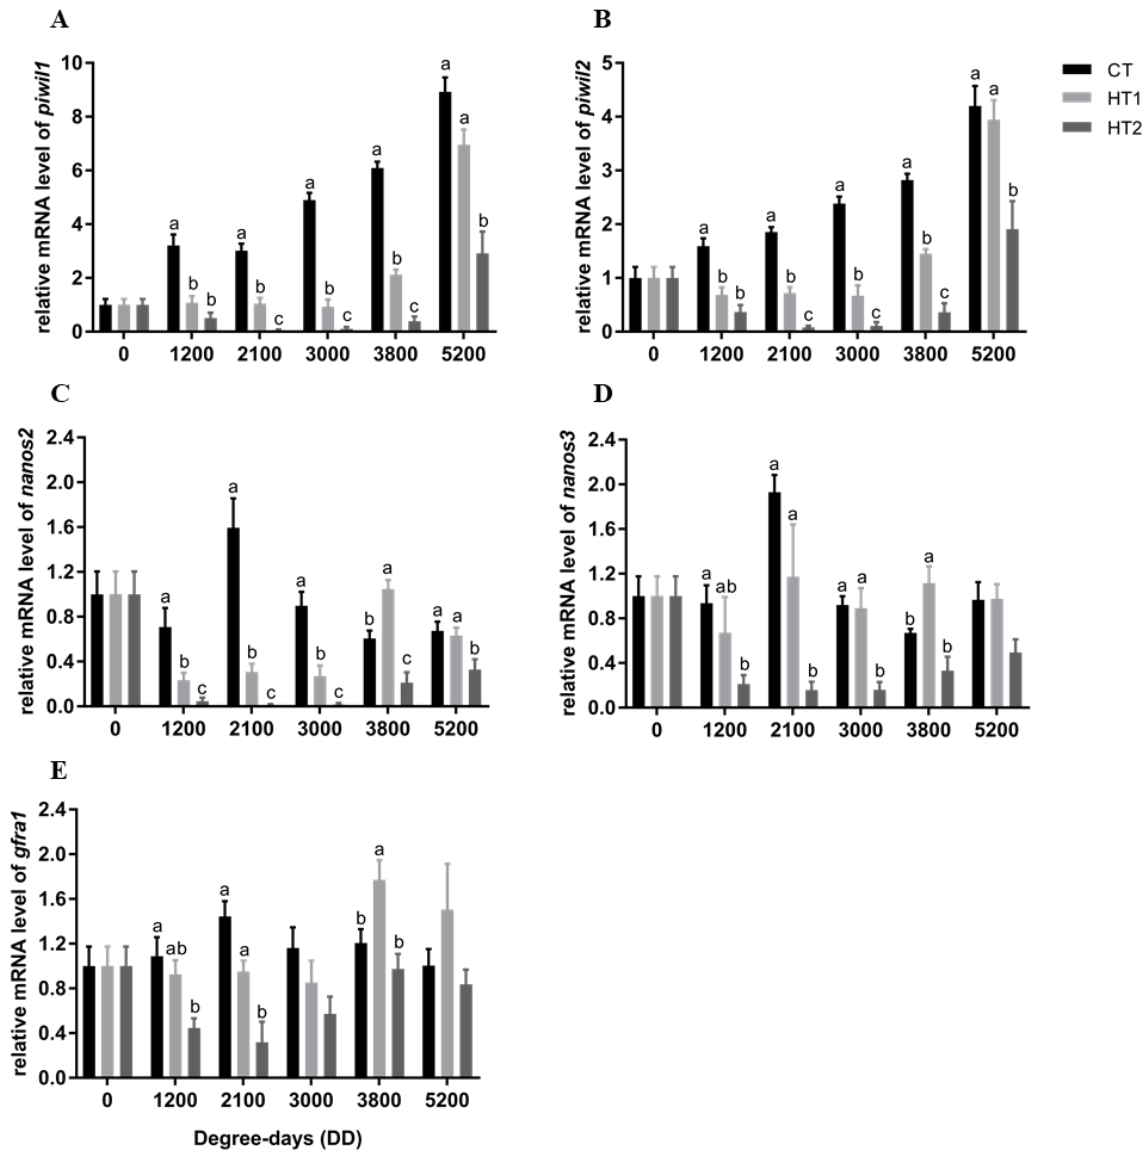 A
B
relative mRNA level of piwil1
10
8
6
4
2
0
a
a
b
b
a
b
c
a
b
c
a
b
c
a
a
b
0 1200 2100 3000 3800 5200
relative mRNA level of piwil2
5
4
3
2
1
0
a
b
b
a
b
c
a
b
c
a
b
c
a
a
b
0 1200 2100 3000 3800 5200
CT
HT1
HT2
C
D
relative mRNA level of nanos2
2.4
2.0
1.6
1.2
0.8
0.4
0.0
a
b
c
a
b
c
a
b
c
b
a
c
a
a
b
0 1200 2100 3000 3800 5200
relative mRNA level of nanos3
2.4
2.0
1.6
1.2
0.8
0.4
0.0
a
ab
b
a
a
b
a
a
b
b
a
b
0 1200 2100 3000 3800 5200
E
relative mRNA level of gfra1
2.4
2.0
1.6
1.2
0.8
0.4
0.0
a
ab
b
a
a
b
b
a
b
0 1200 2100 3000 3800 5200
Degree-days (DD)